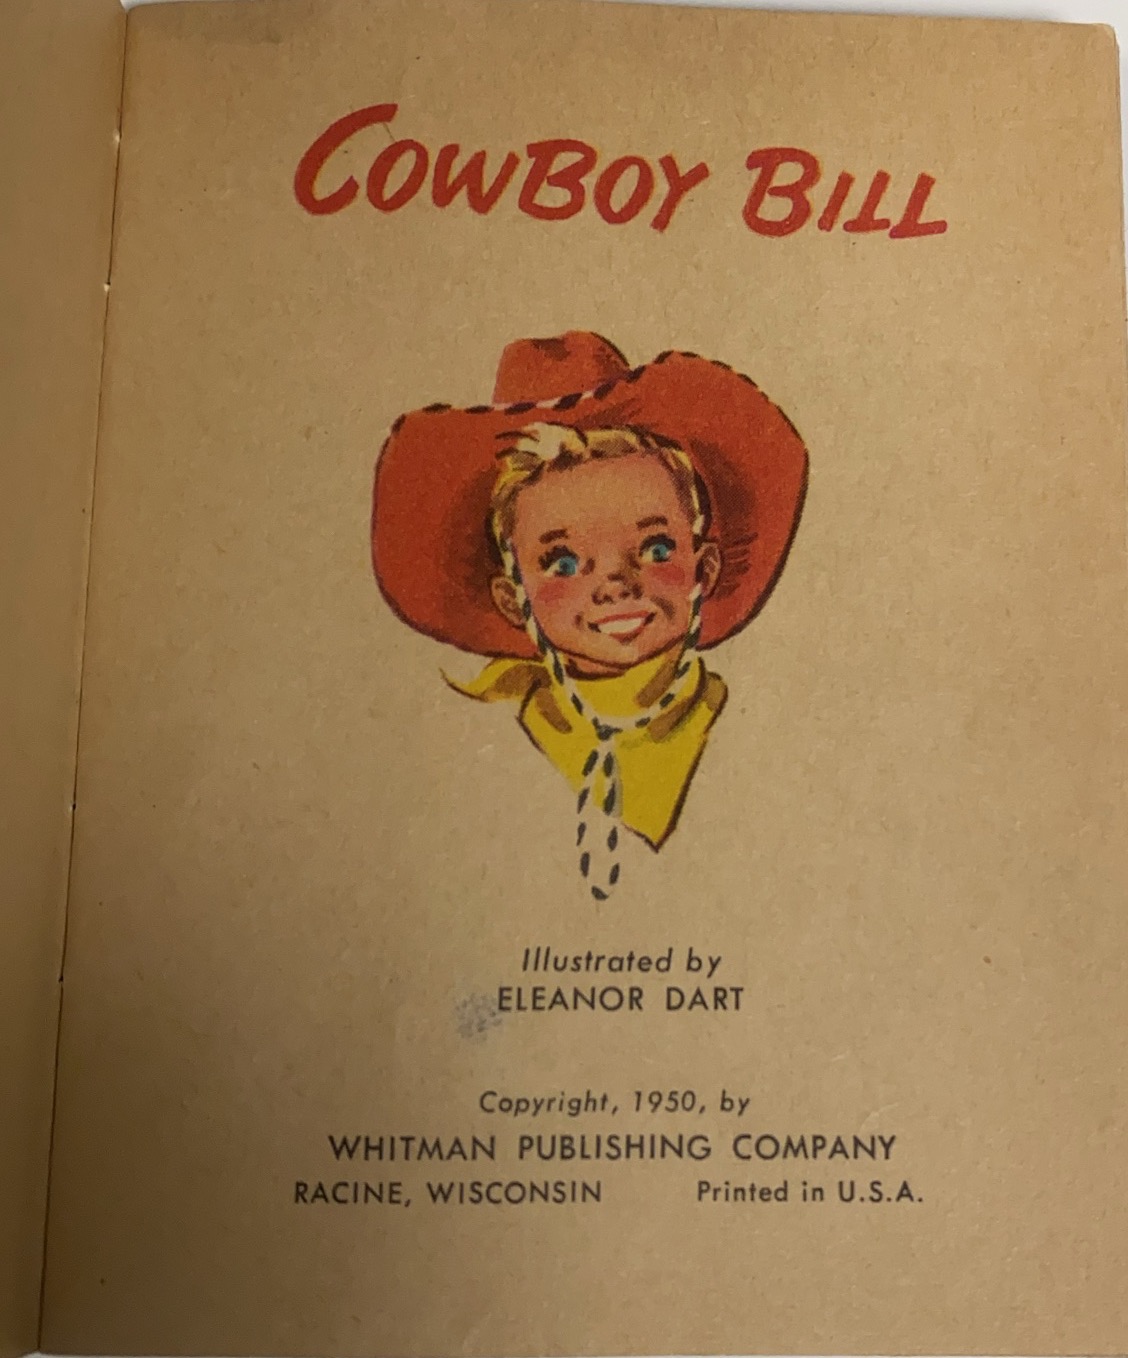 COWBOY BILL
Illustrated by
ELEANOR DART
Copyright, 1950, by
WHITMAN PUBLISHING COMPANY
RACINE, WISCONSIN Printed in U.S.A.